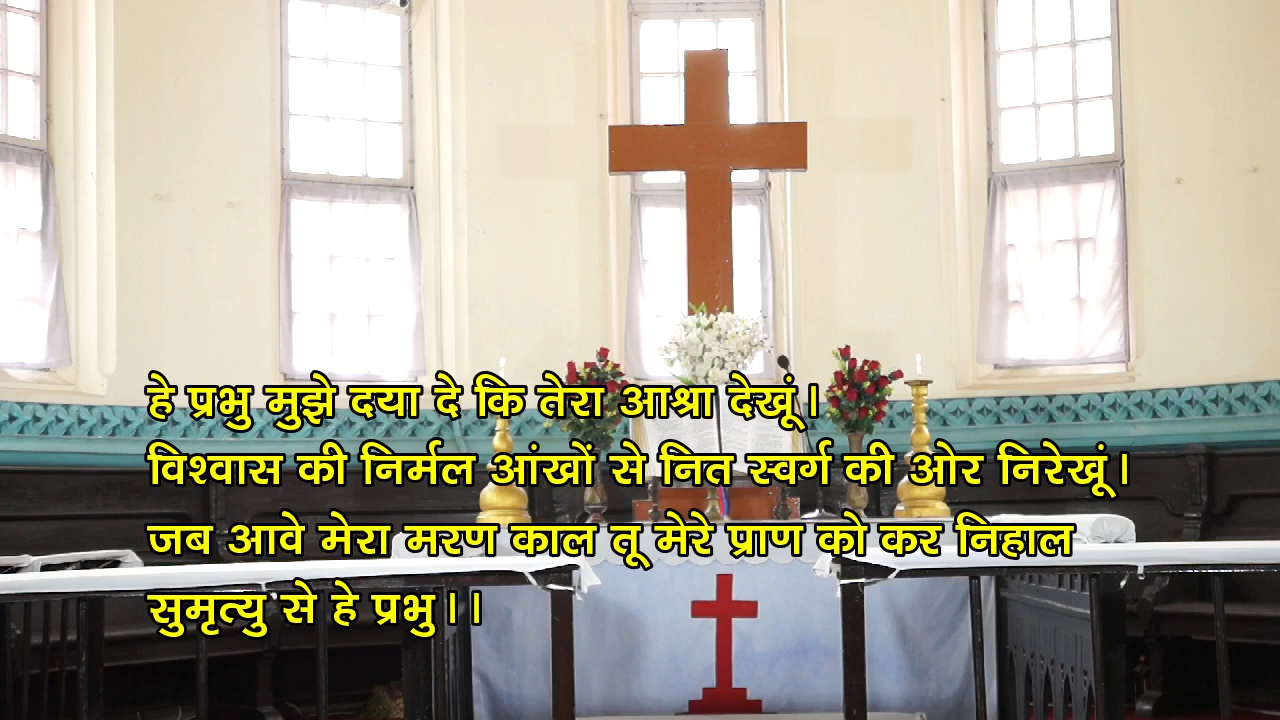 हे प्रभु मुझे दया दे कि तेरा आश्रा देखूं।
विश्वास की निर्मल आंखों से नित स्वर्ग की ओर निरेखूं।
जब आवे मेरा मरण काल तू मेरे प्राण को कर निहाल
सुमृत्यु से हे प्रभु।।